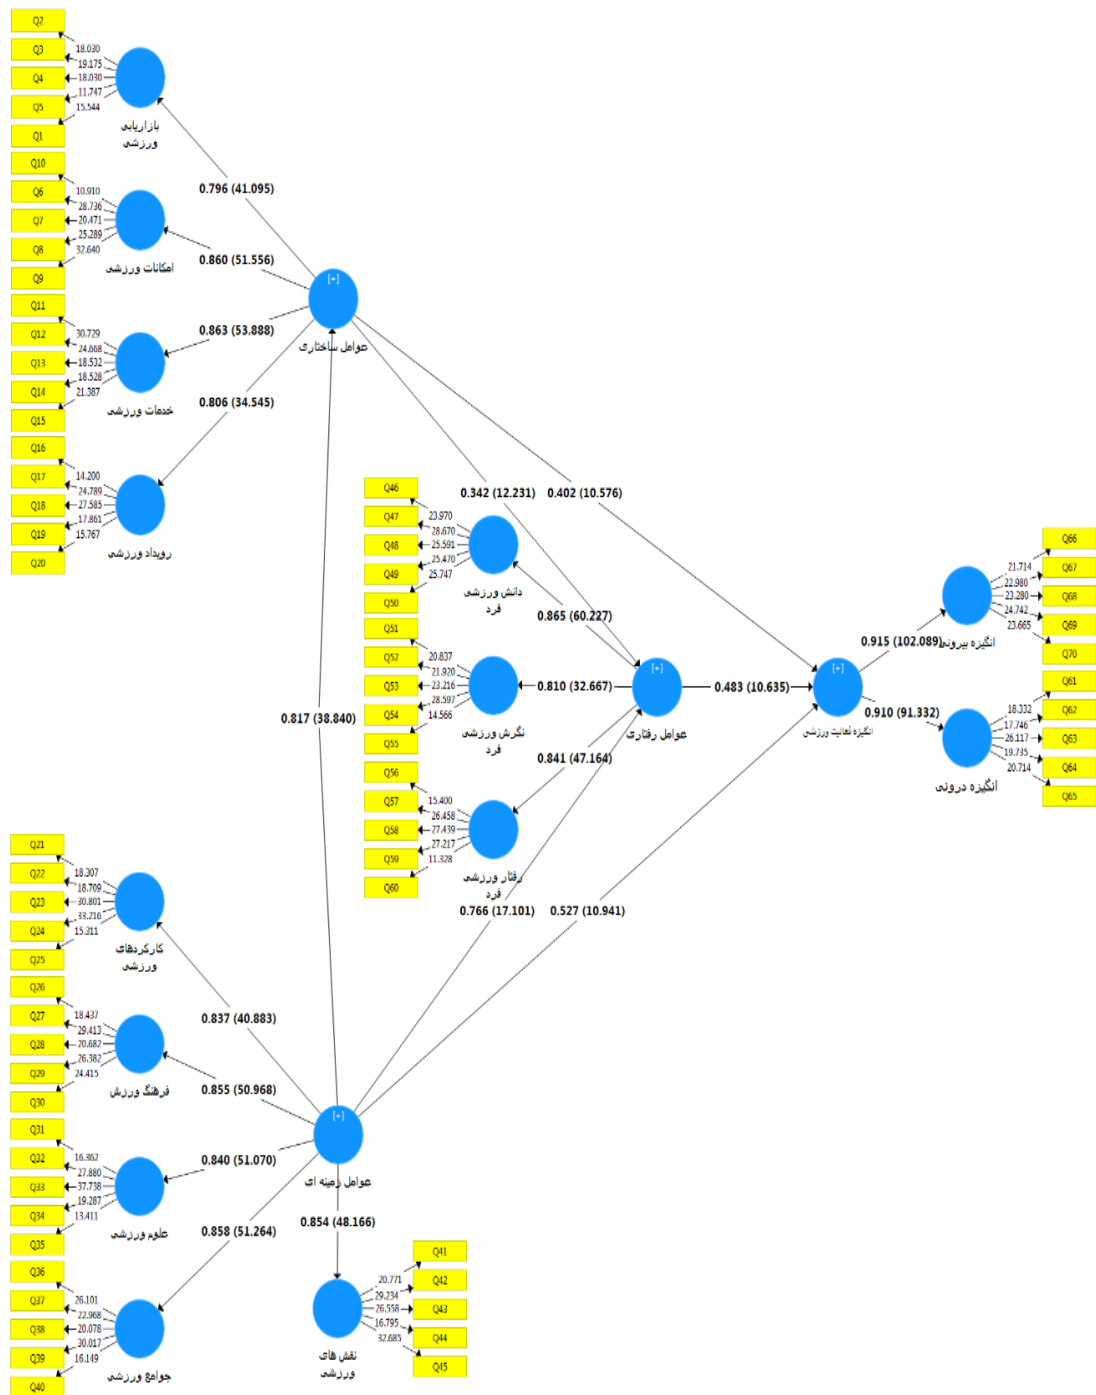 Q2
Q3
Q4
Q5
Q1
18.030
19.175
18.030
11.747
15.544
بازاریابی
ورزشی
Q10
Q6
Q7
Q8
Q9
10.910
28.736
20.471
25.289
32.640
امکانات ورزشی
Q11
Q12
Q13
Q14
Q15
30.729
24.668
18.532
18.528
21.387
خدمات ورزشی
Q16
Q17
Q18
Q19
Q20
14.200
24.789
27.585
17.861
15.767
رویداد ورزشی
0.796 (41.095)
0.860 (51.556)
0.863 (53.888)
0.806 (34.545)
[+]
عوامل ساختاری
0.342 (12.231)
0.402 (10.576)
0.817 (38.840)
Q46
Q47
Q48
Q49
Q50
23.970
28.670
25.591
25.470
25.747
دانش ورزشی
فرد
Q51
Q52
Q53
Q54
Q55
20.837
21.920
23.216
28.597
14.566
نگرش ورزشی
فرد
Q56
Q57
Q58
Q59
Q60
15.400
26.458
27.439
27.217
11.328
رفتار ورزشی
فرد
0.865 (60.227)
0.810 (32.667)
0.841 (47.164)
[+]
عوامل رفتاری
0.483 (10.635)
[+]
انگیزه فعالیت ورزشی
0.915 (102.089)
0.910 (91.332)
انگیزه بیرونی
21.714
22.980
23.280
24.742
23.665
Q66
Q67
Q68
Q69
Q70
انگیزه درونی
18.332
17.746
26.117
19.735
20.714
Q61
Q62
Q63
Q64
Q65
0.766 (17.101)
0.527 (10.941)
Q21
Q22
Q23
Q24
Q25
18.307
18.709
30.801
33.216
15.311
کارکردهای
ورزشی
Q26
Q27
Q28
Q29
Q30
18.437
29.413
20.682
26.382
24.415
فرهنگ ورزش
Q31
Q32
Q33
Q34
Q35
16.362
27.880
37.738
19.287
13.411
علوم ورزشی
Q36
Q37
Q38
Q39
Q40
26.101
22.968
20.078
30.017
16.149
جوامع ورزشی
0.837 (40.883)
0.855 (50.968)
0.840 (51.070)
0.858 (51.264)
[+]
عوامل زمینه ای
0.854 (48.166)
نقش های
ورزشی
20.771
29.234
26.558
16.795
32.685
Q41
Q42
Q43
Q44
Q45